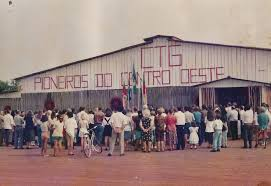 CTG
PIONEIROS DO CENTRO OESTE